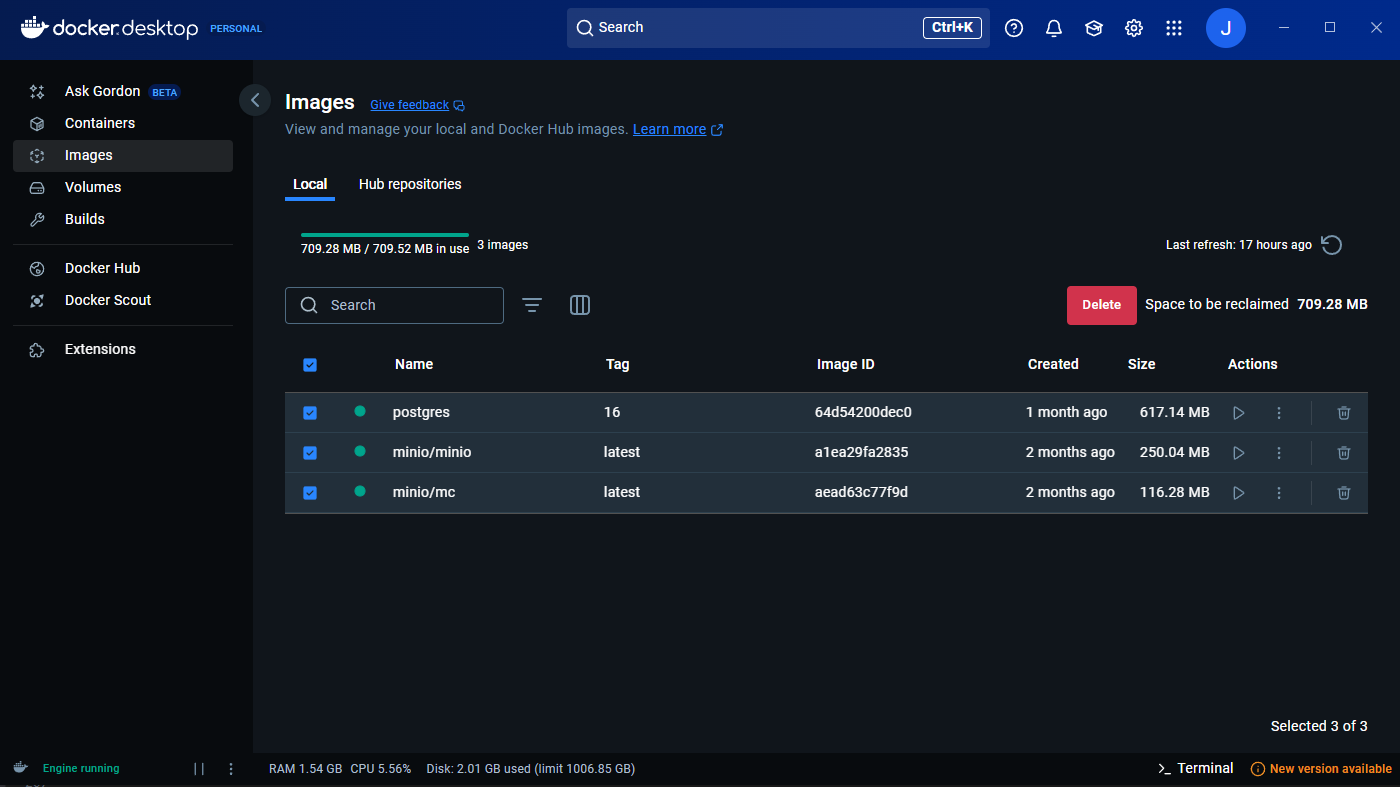 docker desktop PERSONAL
Search Ctrl+K
J
Ask Gordon BETA
Containers
Images
Volumes
Builds
Docker Hub
Docker Scout
Extensions
Images Give feedback
View and manage your local and Docker Hub images. Learn more
Local Hub repositories
709.28 MB / 709.52 MB in use 3 images
Last refresh: 17 hours ago
Search
Delete Space to be reclaimed 709.28 MB
Name Tag Image ID Created Size Actions
postgres 16 64d54200dec0 1 month ago 617.14 MB
minio/minio latest a1ea29fa2835 2 months ago 250.04 MB
minio/mc latest aead63c77f9d 2 months ago 116.28 MB
Selected 3 of 3
Engine running
RAM 1.54 GB CPU 5.56% Disk: 2.01 GB used (limit 1006.85 GB)
Terminal
New version available